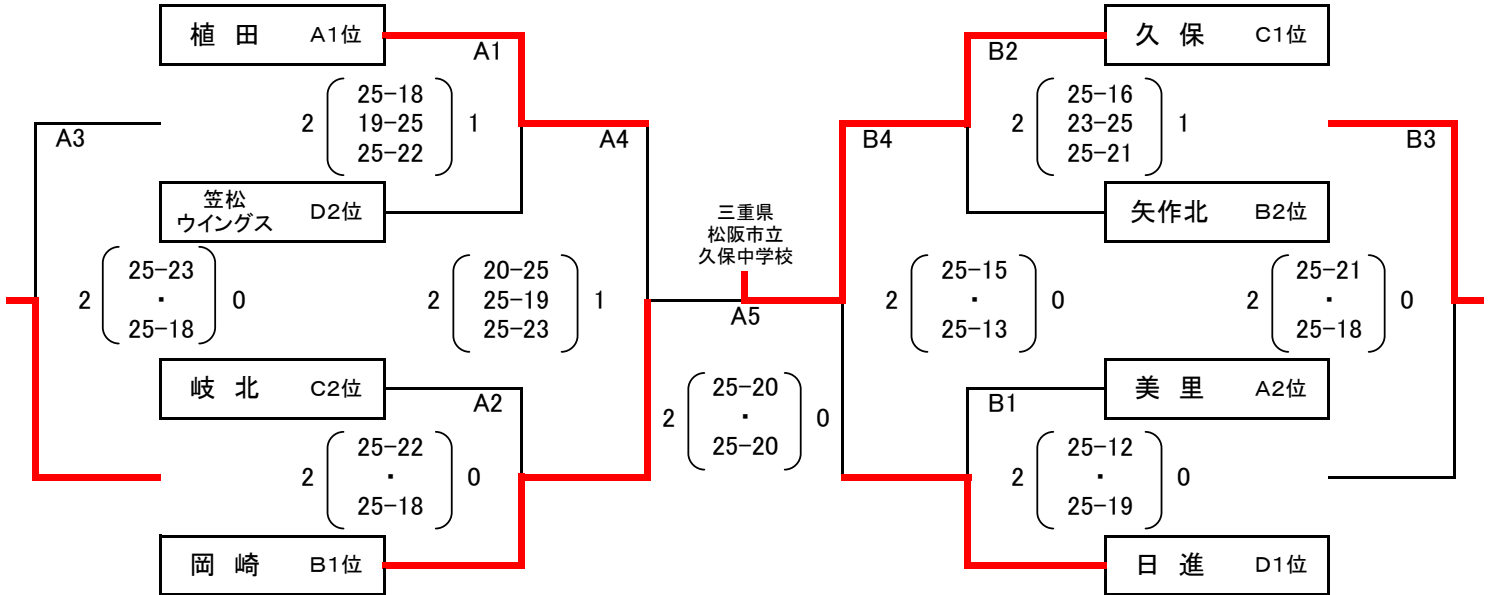 植 田 A1位
A1
2
25-18
19-25
25-22
1
A3
A4
笠松
ウイングス
D2位
2
25-23
・
25-18
0
2
20-25
25-19
25-23
1
岐 北 C2位
A2
2
25-22
・
25-18
0
岡 崎 B1位
三重県
松阪市立
久保中学校
A5
2
25-20
・
25-20
0
久 保 C1位
B2
2
25-16
23-25
25-21
1
B4
B3
矢作北 B2位
2
25-15
・
25-13
0
2
25-21
・
25-18
0
美 里 A2位
B1
2
25-12
・
25-19
0
日 進 D1位